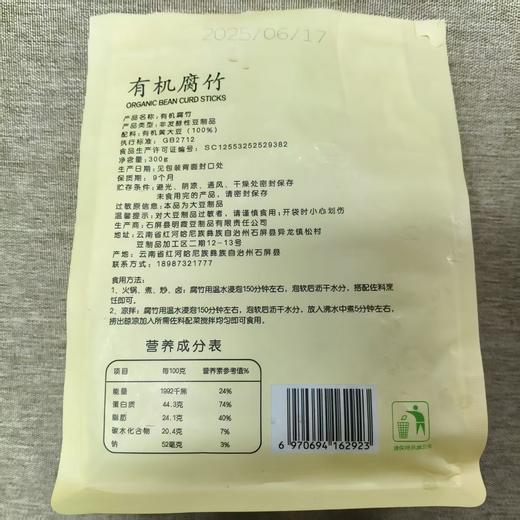 2025/06/17
有机腐竹
ORGANIC BEAN CURD STICKS
产品名称：有机腐竹
产品类型：非发酵性豆制品
配料：有机黄大豆（100%）
执行标准：GB2712
食品生产许可证编号：SC12553252529382
净含量：300g
生产日期：见包装背面封口处
保质期：9个月
贮存条件：避光、阴凉、通风、干燥处密封保存
未食用完的产品，请密封保存
过敏原信息：本品为大豆制品
温馨提示：对大豆制品过敏者，请谨慎食用；开袋时小心划伤
生产商：石屏县明霞豆制品有限责任公司
地址：云南省红河哈尼族彝族自治州石屏县异龙镇松村
豆制品加工区二期12-13号
产地：云南省红河哈尼族彝族自治州石屏县
联系方式：18987321777
食用方法：
1、火锅、煮、炒、卤：腐竹用温水浸泡150分钟左右，泡软后沥干水分，搭配佐料烹
饪即可。
2、凉拌：腐竹用温水浸泡150分钟左右，泡软后沥干水分，放入沸水中煮5分钟左右，
捞出晾凉加入所需佐料配菜搅拌均匀即可食用。
营养成分表
项目 每100克 营养素参考值%
能量 1992千焦 24%
蛋白质 44.3克 74%
脂肪 24.1克 40%
碳水化合物 20.4克 7%
钠 52毫克 3%
6 970694 162923